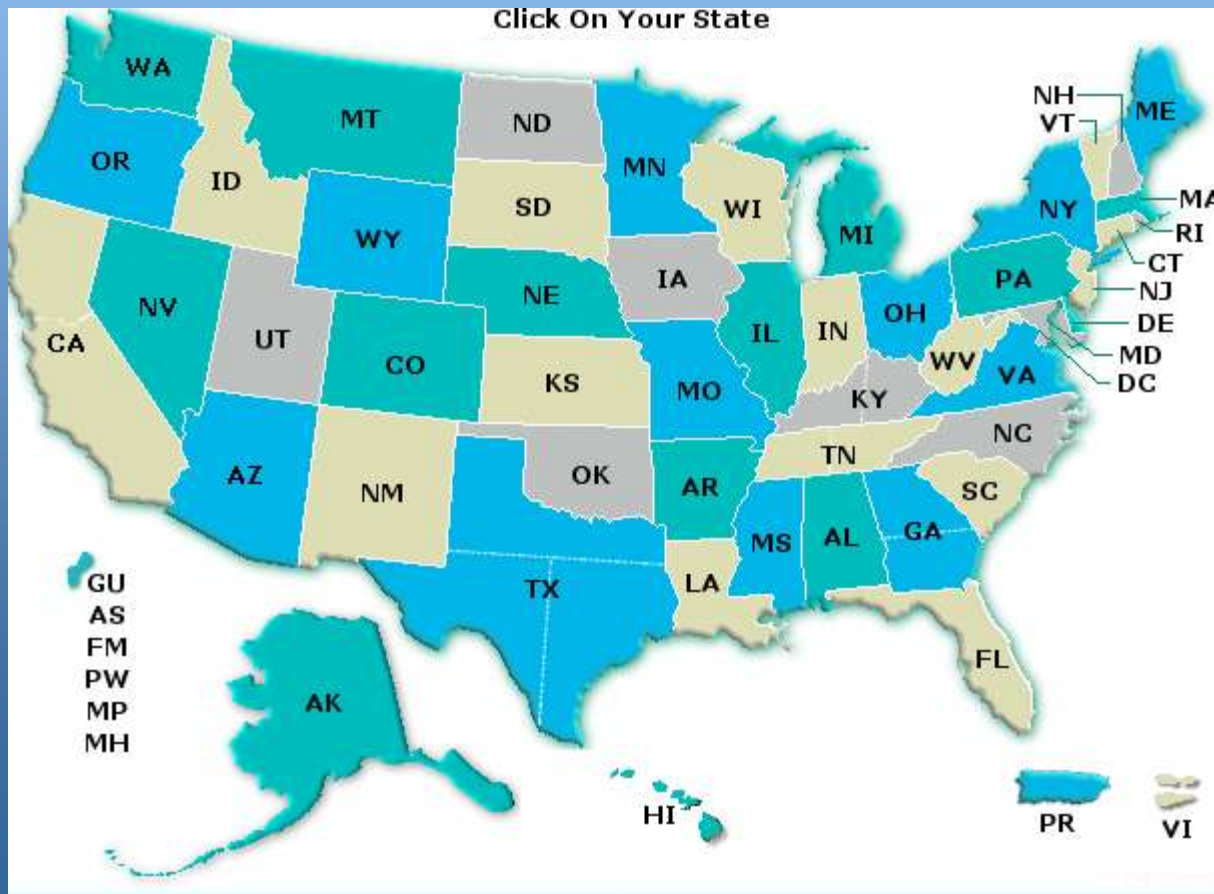 Click On Your State
WA
MT
ND
MN
NH
VT
ME
OR
ID
SD
WI
MI
NY
MA
RI
WY
IA
PA
CT
NJ
NV
NE
IL
IN
OH
DE
MD
DC
CA
UT
CO
KS
MO
WV
VA
KY
NC
AZ
NM
OK
AR
TN
SC
MS
AL
GA
TX
LA
FL
GU
AS
FM
PW
MP
MH
AK
HI
PR
VI